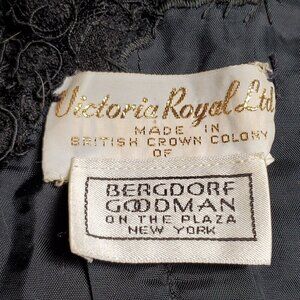 Victoria Royal Ltd
MADE IN
BRITISH CROWN COLONY
OF
BERGDORF
GOODMAN
ON THE PLAZA
NEW YORK